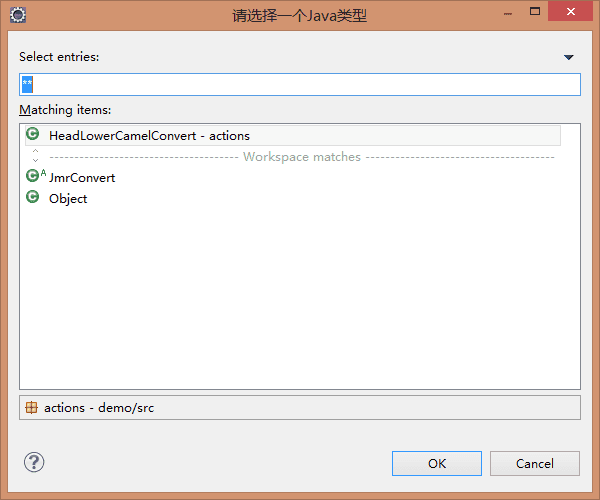 请选择一个Java类型
Select entries:
**
Matching items:
HeadLowerCamelConvert - actions
Workspace matches
A JmrConvert
Object
actions - demo/src
?
OK Cancel